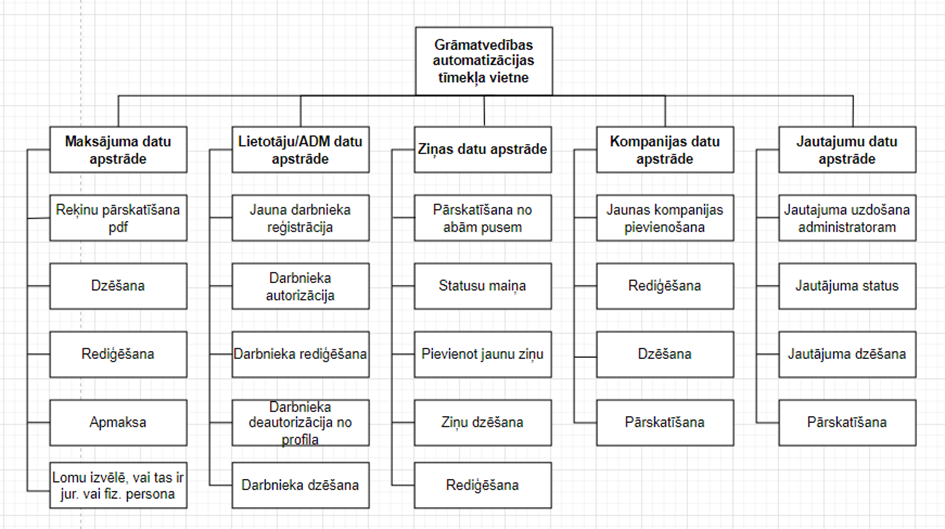 Grāmatvedības
automatizācijas
tīmekļa vietne
Maksājuma datu
apstrāde
Reķinu pārskatīšana
pdf
Dzēšana
Rediģēšana
Apmaksa
Lomu izvēlē, vai tas ir
jur. vai fiz. persona
Lietotāju/ADM datu
apstrāde
Jauna darbnieka
reģistrācija
Darbnieka
autorizācija
Darbnieka rediģēšana
Darbnieka
deautorizācija no
profila
Darbnieka dzēšana
Ziņas datu apstrāde
Pārskatīšana no
abām pusem
Statusu maiņa
Pievienot jaunu ziņu
Ziņu dzēšana
Rediģēšana
Kompanijas datu
apstrāde
Jaunas kompanijas
pievienošana
Rediģēšana
Dzēšana
Pārskatīšana
Jautajumu datu
apstrāde
Jautajuma uzdošana
administratoram
Jautājuma status
Jautājuma dzēšana
Pārskatīšana